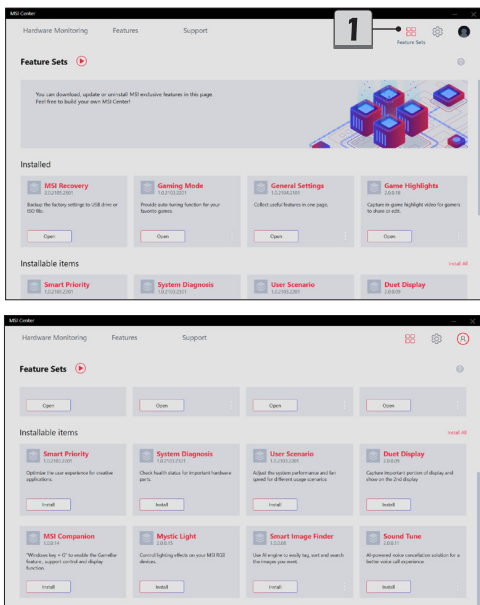 MSI Center
Hardware Monitoring Features Support
1
Feature Sets
Feature Sets
You can download, update or uninstall MSI exclusive features in this page.
Feel free to build your own MSI Center!
Installed
MSI Recovery Gaming Mode General Settings Game Highlights
Backup the factory settings to USB drive or Provide auto tuning function for your Collect useful features in one page. Capture in-game highlight video for gamers
ISO file. favorite games. to share or edit.
Open Open Open Open
Installable items Install All
Smart Priority System Diagnosis User Scenario Duet Display
MSI Center
Hardware Monitoring Features Support
Feature Sets
Open Open Open Open
Installable items Install All
Smart Priority System Diagnosis User Scenario Duet Display
Optimize the user experience for creative Check health status for important hardware Adjust the system performance and fan Capture important portion of display and
applications. parts. speed for different usage scenarios show on the 2nd display
Install Install Install Install
MSI Companion Mystic Light Smart Image Finder Sound Tune
"Windows key + G" to enable the GameBar Control lighting effects on your MSI RGB Use AI engine to easily tag, sort and search AI-powered noise cancellation solution for a
feature , support control and display devices. the images you want. better voice call experience
function
Install Install Install Install